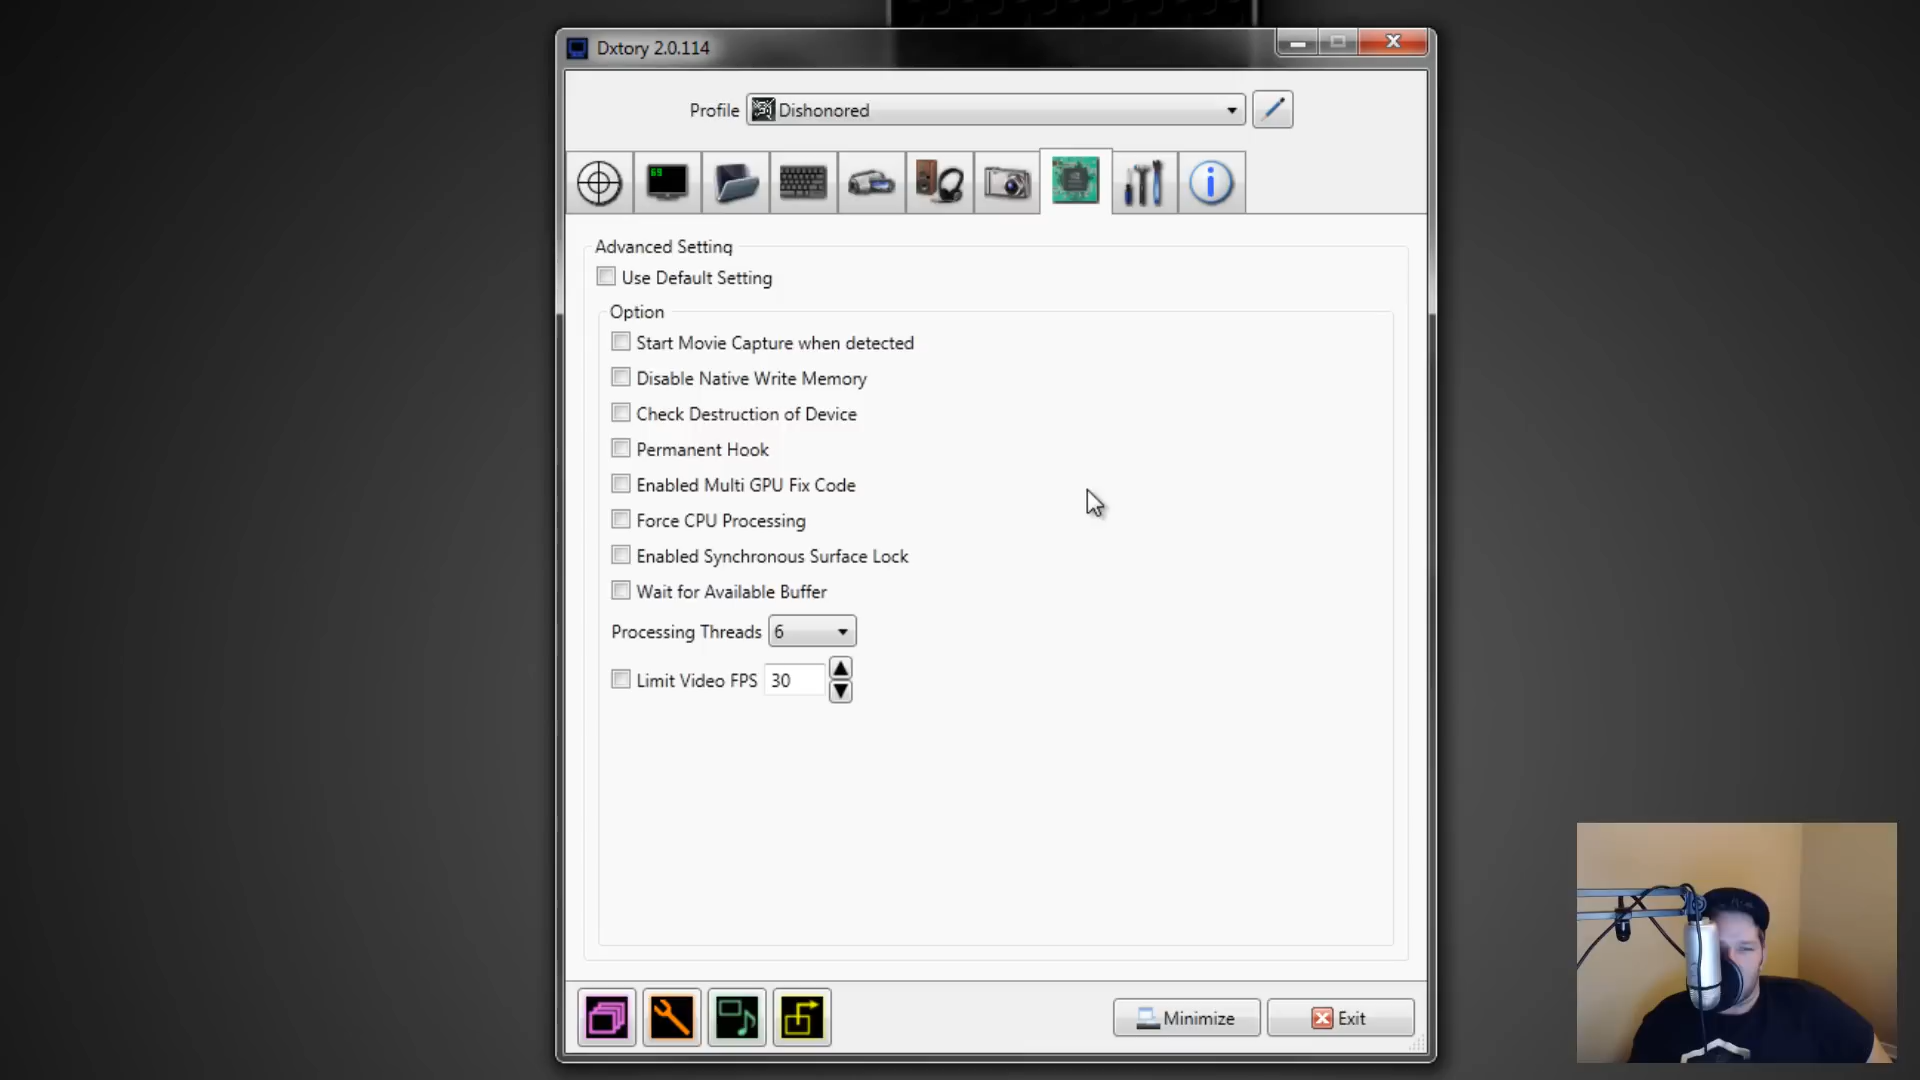 Dxtory 2.0.114
Profile
Dishonored
69
Advanced Setting
Use Default Setting
Option
Start Movie Capture when detected
Disable Native Write Memory
Check Destruction of Device
Permanent Hook
Enabled Multi GPU Fix Code
Force CPU Processing
Enabled Synchronous Surface Lock
Wait for Available Buffer
Processing Threads 6
Limit Video FPS 30
Minimize
Exit